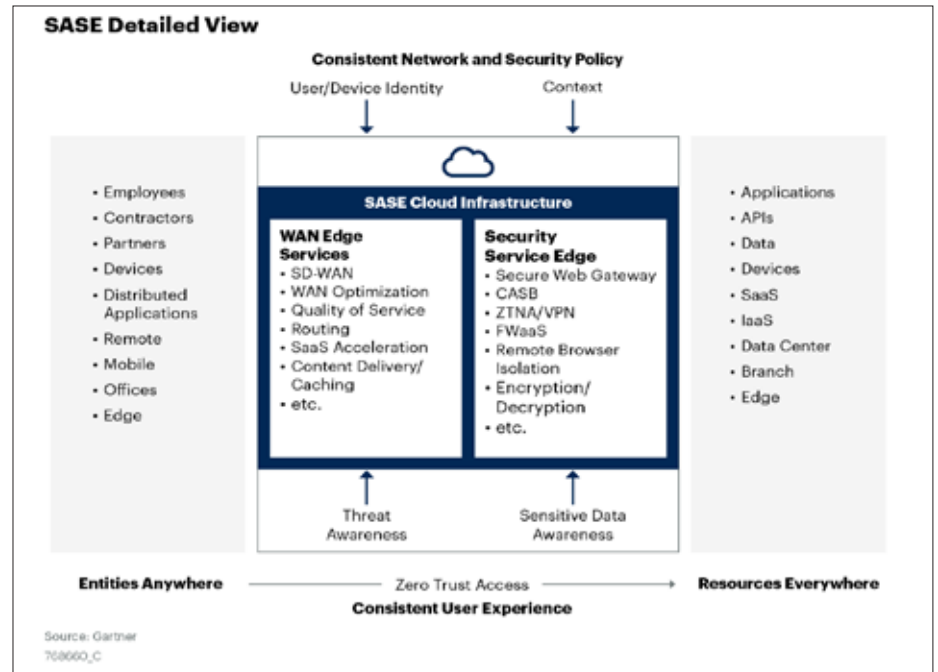 SASE Detailed View
Consistent Network and Security Policy
User/Device Identity
Context
• Employees
• Contractors
• Partners
• Devices
• Distributed
Applications
• Remote
• Mobile
• Offices
• Edge
SASE Cloud Infrastructure
WAN Edge
Services
• SD-WAN
• WAN Optimization
• Quality of Service
• Routing
• SaaS Acceleration
• Content Delivery/
Caching
• etc.
Security
Service Edge
• Secure Web Gateway
• CASB
• ZTNA/VPN
• FWaaS
• Remote Browser
Isolation
• Encryption/
Decryption
• etc.
Threat
Awareness
Sensitive Data
Awareness
• Applications
• APIs
• Data
• Devices
• SaaS
• IaaS
• Data Center
• Branch
• Edge
Entities Anywhere
Zero Trust Access
Resources Everywhere
Consistent User Experience
Source: Gartner
768660_C